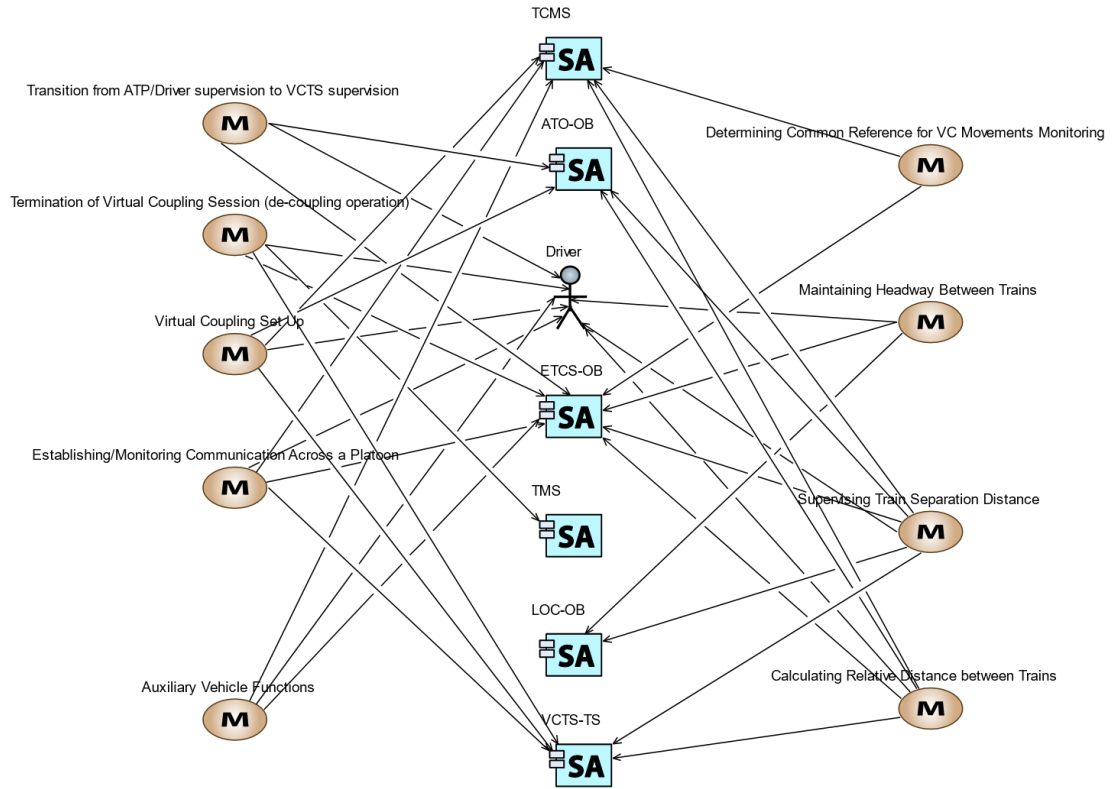 TCMS
SA
Transition from ATP/Driver supervision to VCTS supervision
M
ATO-OB
SA
Determining Common Reference for VC Movements Monitoring
M
Termination of Virtual Coupling Session (de-coupling operation)
M
Driver
Maintaining Headway Between Trains
M
Virtual Coupling Set Up
M
ETCS-OB
SA
Establishing/Monitoring Communication Across a Platoon
M
TMS
SA
Supervising Train Separation Distance
M
LOC-OB
SA
Calculating Relative Distance between Trains
M
Auxiliary Vehicle Functions
M
VCTS-TS
SA